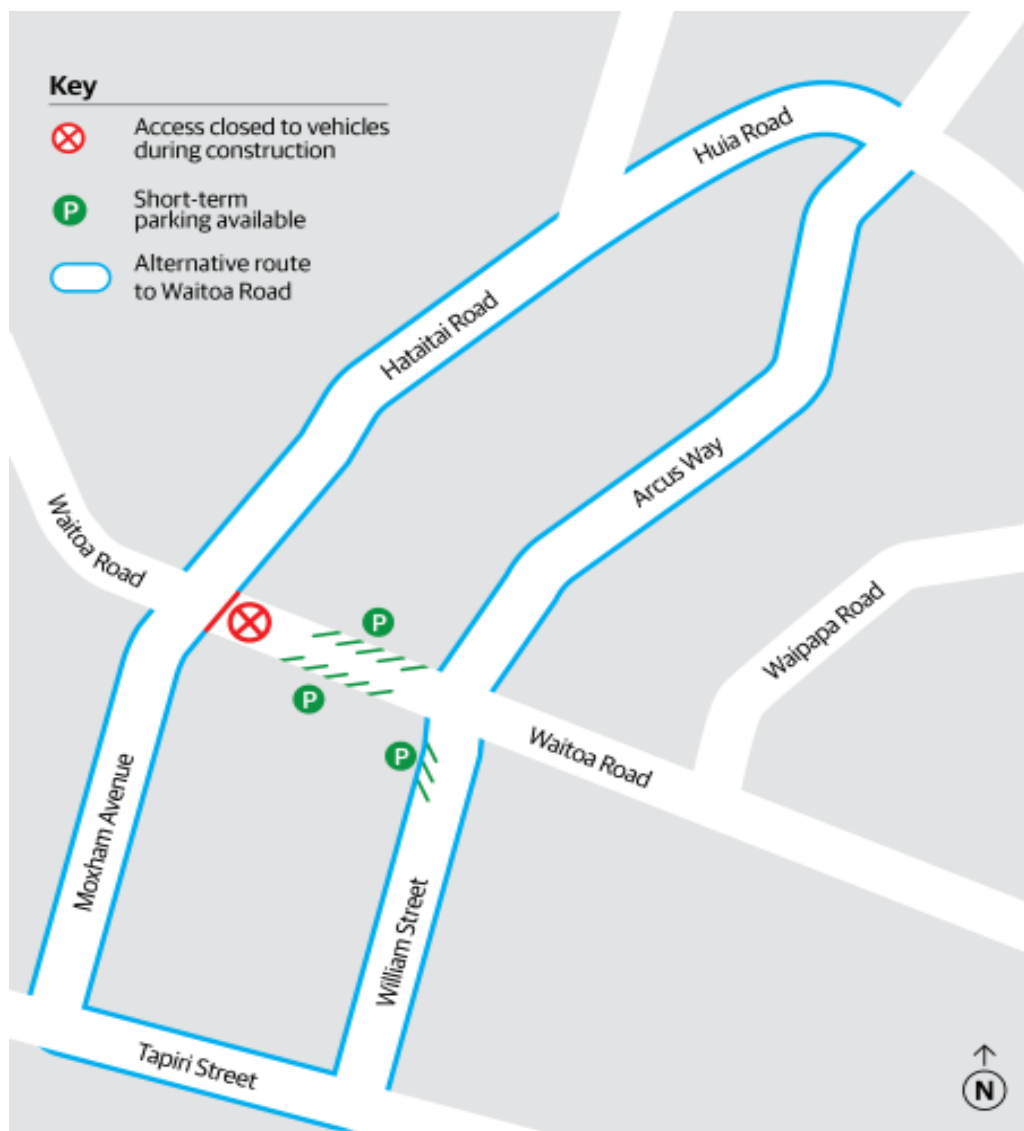 Key
Access closed to vehicles
during construction
P
Short-term
parking available
Alternative route
to Waitoa Road
Huia Road
Hataitai Road
Arcus Way
Waitoa Road
Waipapa Road
P
P
P
Waitoa Road
Moxham Avenue
William Street
Tapiri Street
N